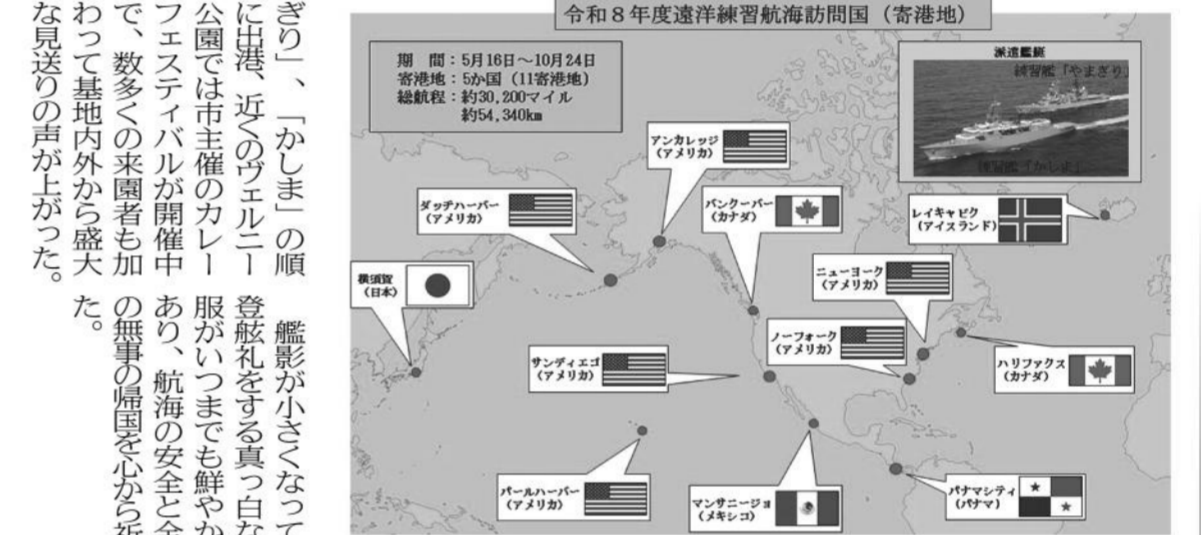 ぎり」、「かしま」の順
に出港、近くのヴェルニー
公園では市主催のカレー
フェスティバルが開催中
で、数多くの来園者も加
わって基地内外から盛大
な見送りの声が上がった。
艦影が小さくなって
登舷礼をする真っ白な
服がいつまでも鮮やか
あり、航海の安全と全
の無事の帰国を心から祈
た。
令和8年度遠洋練習航海訪問国（寄港地）
期　間：5月16日～10月24日
寄港地：5か国（11寄港地）
総航程：約30,200マイル
約54,340km
派遣艦艇
練習艦「やまぎり」
練習艦「かしま」
アンカレッジ
（アメリカ）
ダッチハーバー
（アメリカ）
バンクーバー
（カナダ）
レイキャビク
（アイスランド）
横須賀
（日本）
ニューヨーク
（アメリカ）
ノーフォーク
（アメリカ）
サンディエゴ
（アメリカ）
ハリファックス
（カナダ）
パールハーバー
（アメリカ）
マンサニージョ
（メキシコ）
パナマシティ
（パナマ）